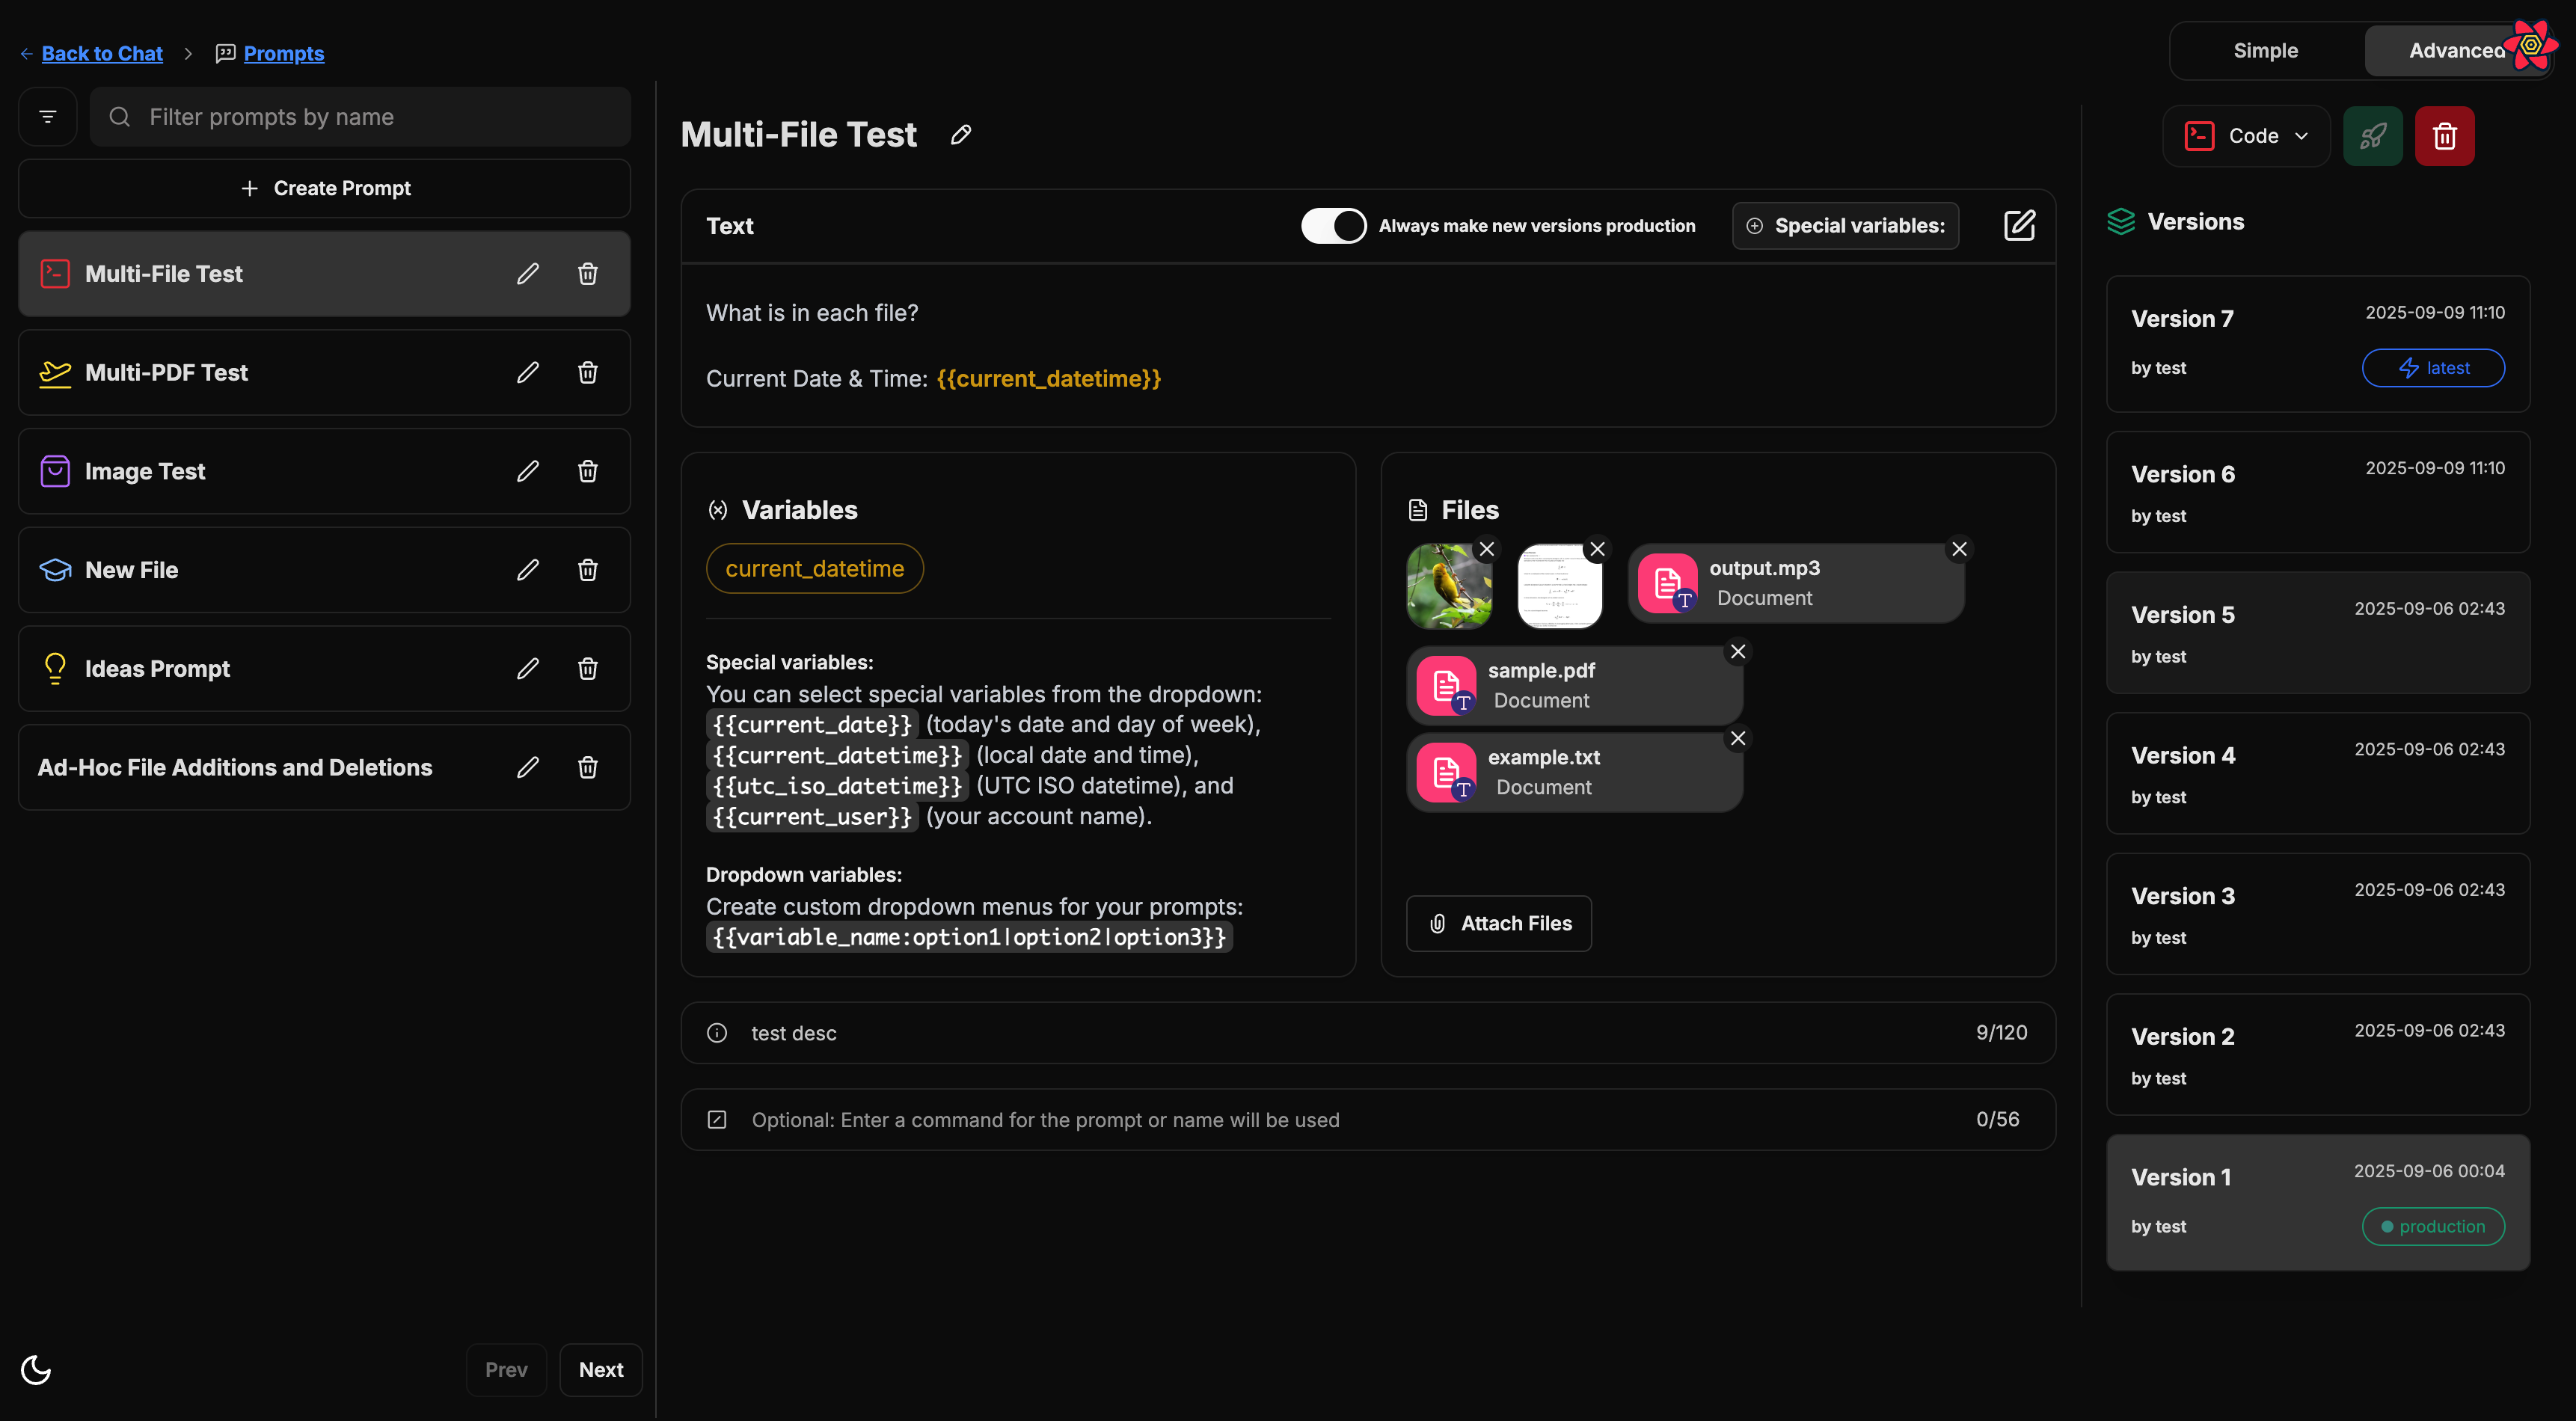 Back to Chat
Prompts
Simple
Advanced
Filter prompts by name
Create Prompt
Multi-File Test
Multi-PDF Test
Image Test
New File
Ideas Prompt
Ad-Hoc File Additions and Deletions
Prev
Next
Multi-File Test
Text
Always make new versions production
Special variables:
What is in each file?
Current Date & Time: {{current_datetime}}
Variables
current_datetime
Special variables:
You can select special variables from the dropdown:
{{current_date}} (today's date and day of week),
{{current_datetime}} (local date and time),
{{utc_iso_datetime}} (UTC ISO datetime), and
{{current_user}} (your account name).
Dropdown variables:
Create custom dropdown menus for your prompts:
{{variable_name:option1|option2|option3}}
Files
output.mp3
Document
T
sample.pdf
Document
T
example.txt
Document
T
Attach Files
test desc
9/120
Optional: Enter a command for the prompt or name will be used
0/56
Code
Versions
Version 7
2025-09-09 11:10
by test
latest
Version 6
2025-09-09 11:10
by test
Version 5
2025-09-06 02:43
by test
Version 4
2025-09-06 02:43
by test
Version 3
2025-09-06 02:43
by test
Version 2
2025-09-06 02:43
by test
Version 1
2025-09-06 00:04
by test
production